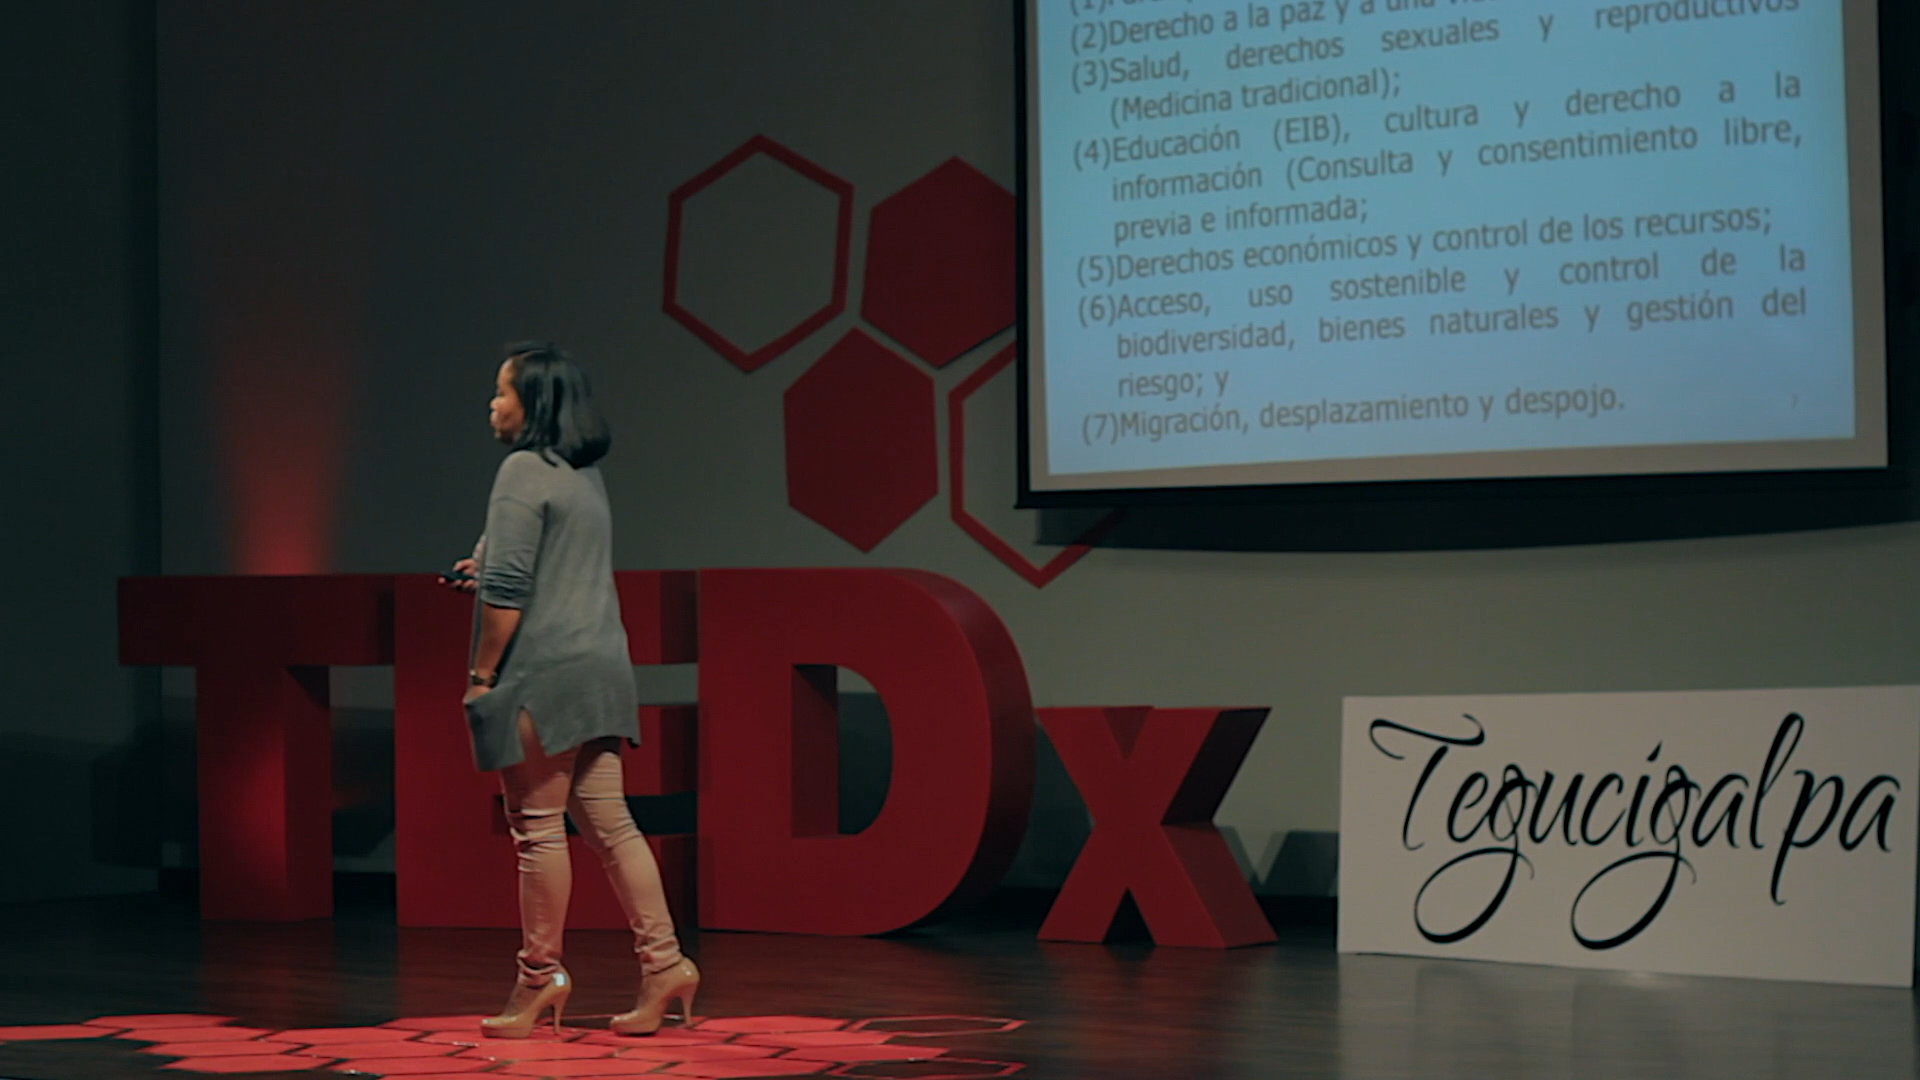 (2)Derecho a la paz y a una
(3)Salud, derechos sexuales y reproductivos
(Medicina tradicional);
(4)Educación (EIB), cultura y derecho a la
información (Consulta y consentimiento libre,
previa e informada;
(5)Derechos económicos y control de los recursos;
(6)Acceso, uso sostenible y control de la
biodiversidad, bienes naturales y gestión del
riesgo; y
(7)Migración, desplazamiento y despojo.
TEDx
Tegucigalpa